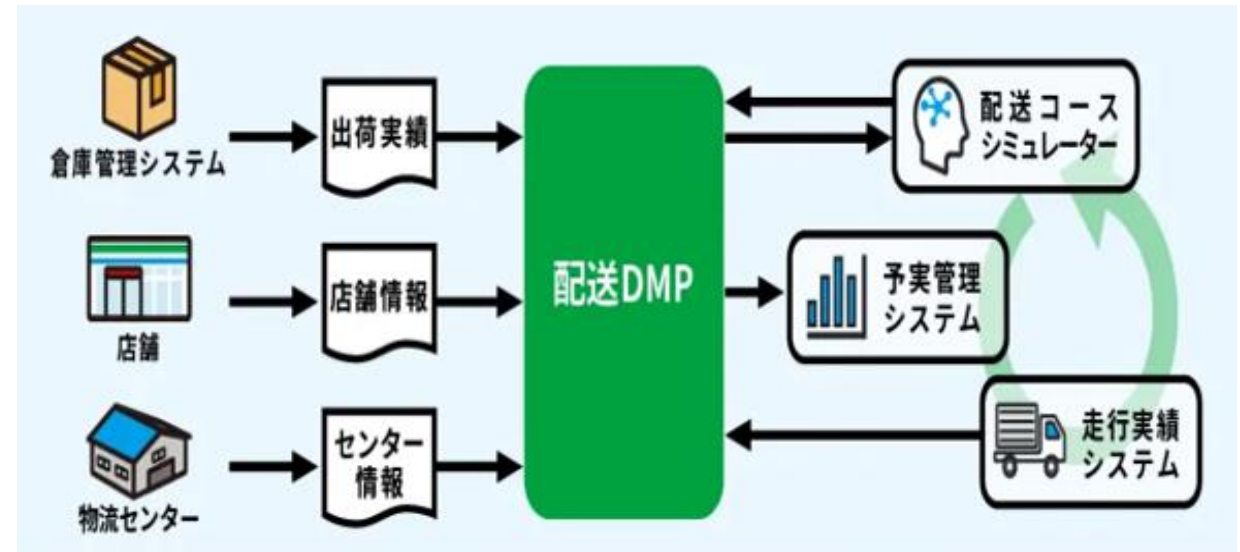 倉庫管理システム
出荷実績
店舗
店舗情報
物流センター
センター
情報
配送DMP
配送コース
シミュレーター
予実管理
システム
走行実績
システム